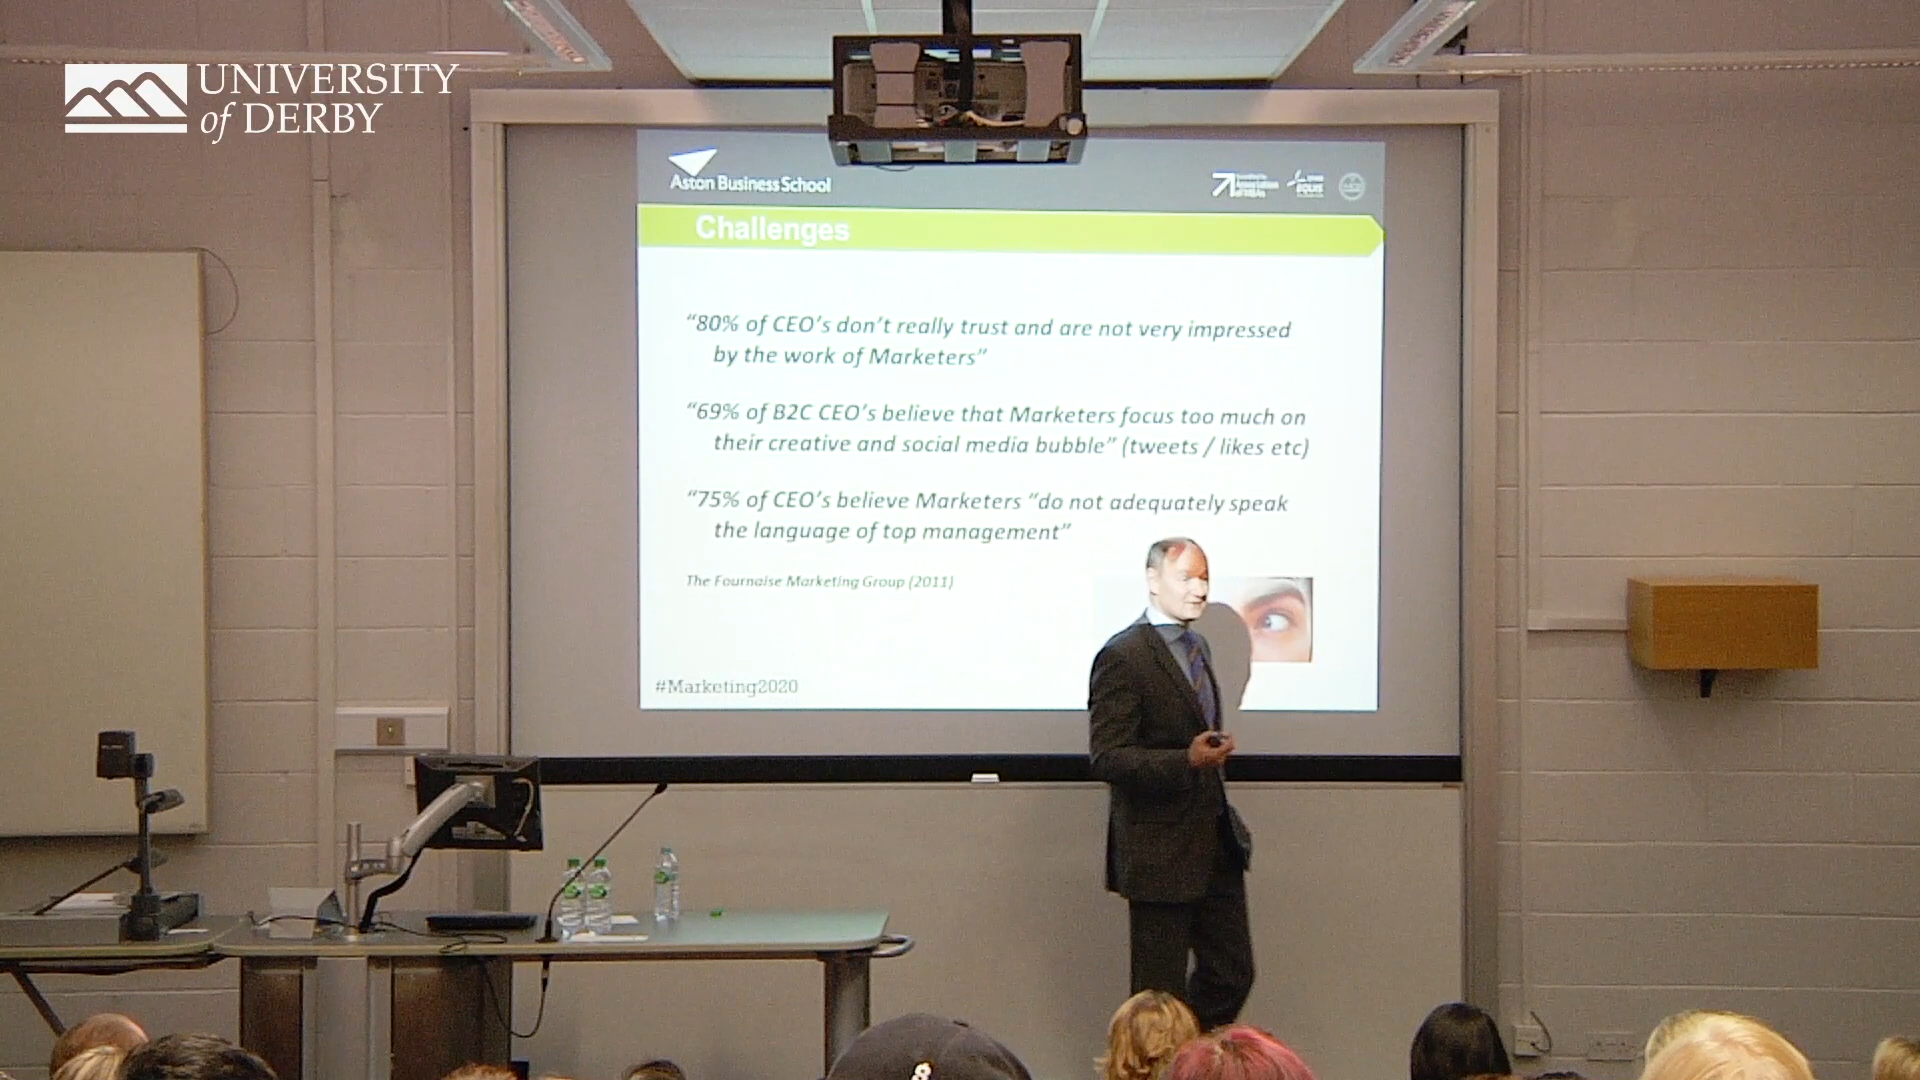 UNIVERSITY
of DERBY
Aston Business School
EQUIS
Challenges
“80% of CEO’s don’t really trust and are not very impressed
by the work of Marketers”
“69% of B2C CEO’s believe that Marketers focus too much on
their creative and social media bubble” (tweets / likes etc)
“75% of CEO’s believe Marketers “do not adequately speak
the language of top management”
The Fournaise Marketing Group (2011)
#Marketing2020